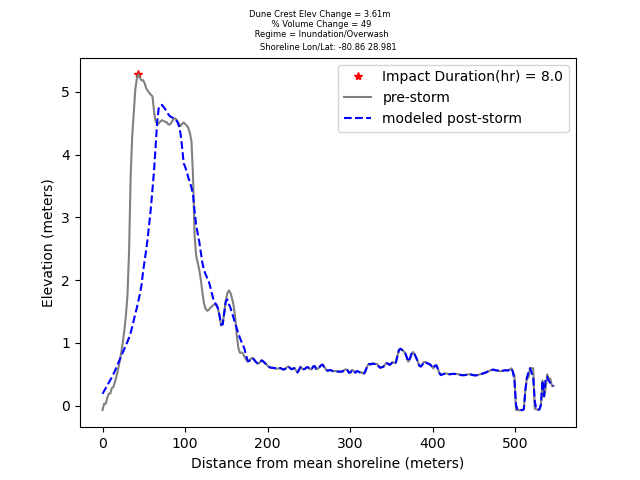 Dune Crest Elev Change = 3.61m
% Volume Change = 49
Regime = Inundation/Overwash
Shoreline Lon/Lat: -80.86 28.981
Impact Duration(hr) = 8.0
pre-storm
modeled post-storm
Elevation (meters)
5
4
3
2
1
0
0 100 200 300 400 500
Distance from mean shoreline (meters)